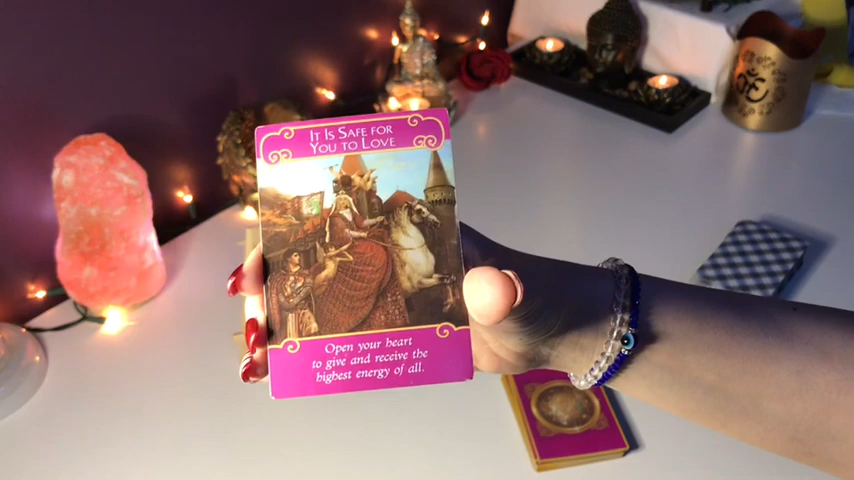 IT IS SAFE FOR
YOU TO LOVE
Open your heart
to give and receive the
highest energy of all.
ॐ